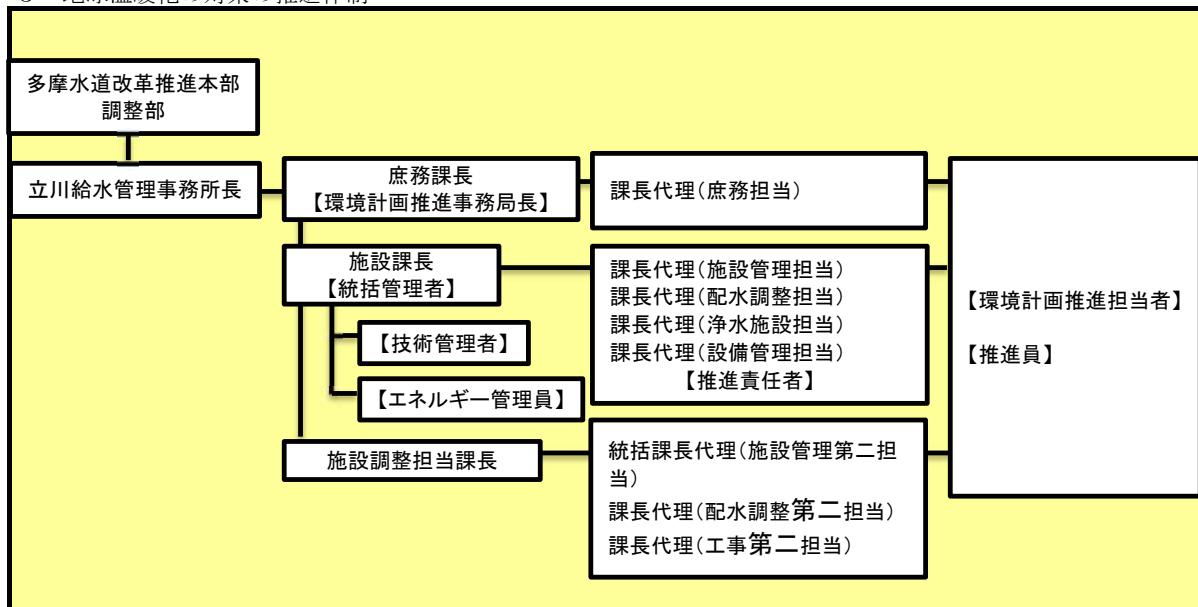 多摩水道改革推進本部
調整部
立川給水管理事務所長
庶務課長
【環境計画推進事務局長】
課長代理(庶務担当)
施設課長
【統括管理者】
【技術管理者】
【エネルギー管理員】
課長代理(施設管理担当)
課長代理(配水調整担当)
課長代理(浄水施設担当)
課長代理(設備管理担当)
【推進責任者】
施設調整担当課長
統括課長代理(施設管理第二担
当)
課長代理(配水調整第二担当)
課長代理(工事第二担当)
【環境計画推進担当者】
【推進員】